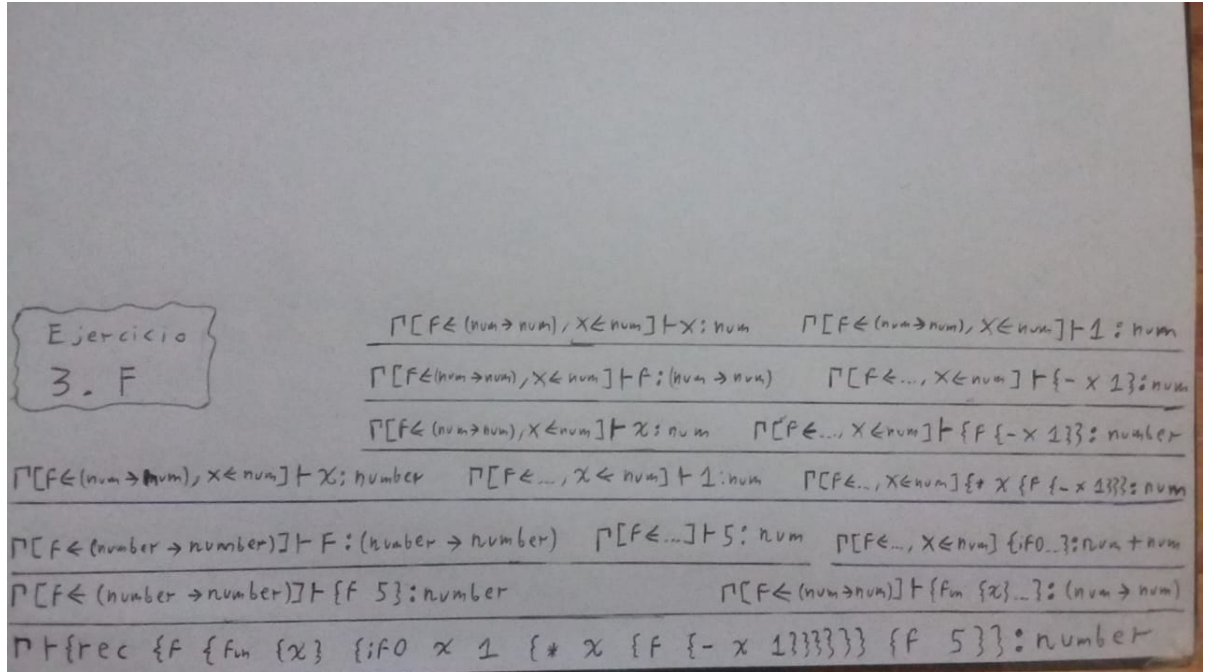 Ejercicio
3. F
Γ[F←(num→num), x←num]⊢x: num   Γ[F←(num→num), x←num]⊢1: num
Γ[F←(num→num), x←num]⊢f: (num→num)   Γ[F←..., x←num]⊢{- x 1}: num
Γ[f←(num→num), x←num]⊢x: num   Γ[F←..., x←num]⊢{f {- x 1}}: number
Γ[F←(num→num), x←num]⊢x: number   Γ[F←..., x←num]⊢1: num   Γ[F←..., x←num]{* x {f {- x 1}}}: num
Γ[F←(number→number)]⊢F: (number→number)   Γ[F←...]⊢5: num   Γ[F←..., x←num] {if0...}: num + num
Γ[F←(number→number)]⊢{f 5}: number   Γ[F←(num→num)]⊢{fun {x}...}: (num→num)
Γ⊢{rec {f {fun {x} {if0 x 1 {* x {f {- x 1}}}}}} {f 5}}: number